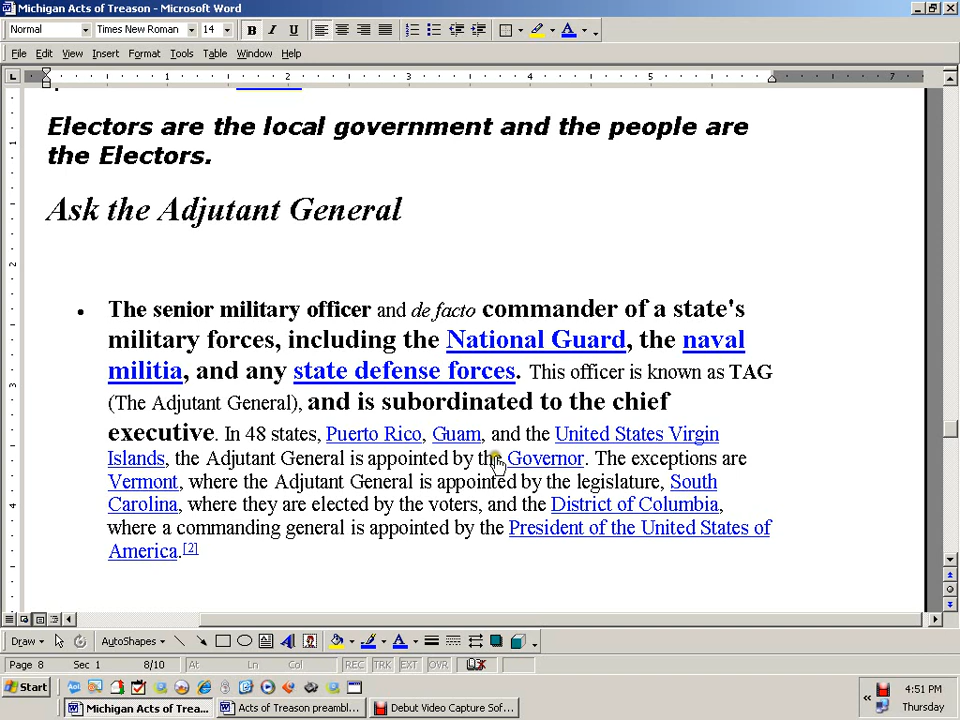 Michigan Acts of Treason - Microsoft Word
Normal Times New Roman 14 B I U
File Edit View Insert Format Tools Table Window Help
1 2 3 4 5 7
Electors are the local government and the people are
the Electors.
Ask the Adjutant General
• The senior military officer and de facto commander of a state's
military forces, including the National Guard, the naval
militia, and any state defense forces. This officer is known as TAG
(The Adjutant General), and is subordinated to the chief
executive. In 48 states, Puerto Rico, Guam, and the United States Virgin
Islands, the Adjutant General is appointed by the Governor. The exceptions are
Vermont, where the Adjutant General is appointed by the legislature, South
Carolina, where they are elected by the voters, and the District of Columbia,
where a commanding general is appointed by the President of the United States of
America.[2]
Draw AutoShapes
Page 8 Sec 1 8/10 At Ln Col REC TRK EXT OVR
Start 4:51 PM
Michigan Acts of Trea... Acts of Treason preambl... Debut Video Capture Sof... Thursday